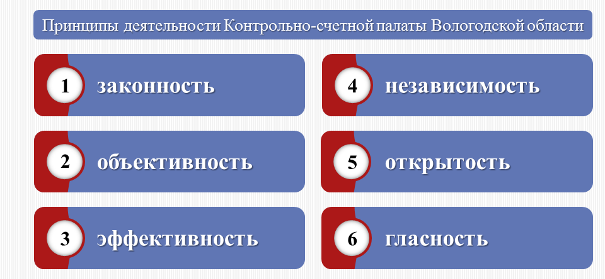 Принципы деятельности Контрольно-счетной палаты Вологодской области
1 законность
2 объективность
3 эффективность
4 независимость
5 открытость
6 гласность